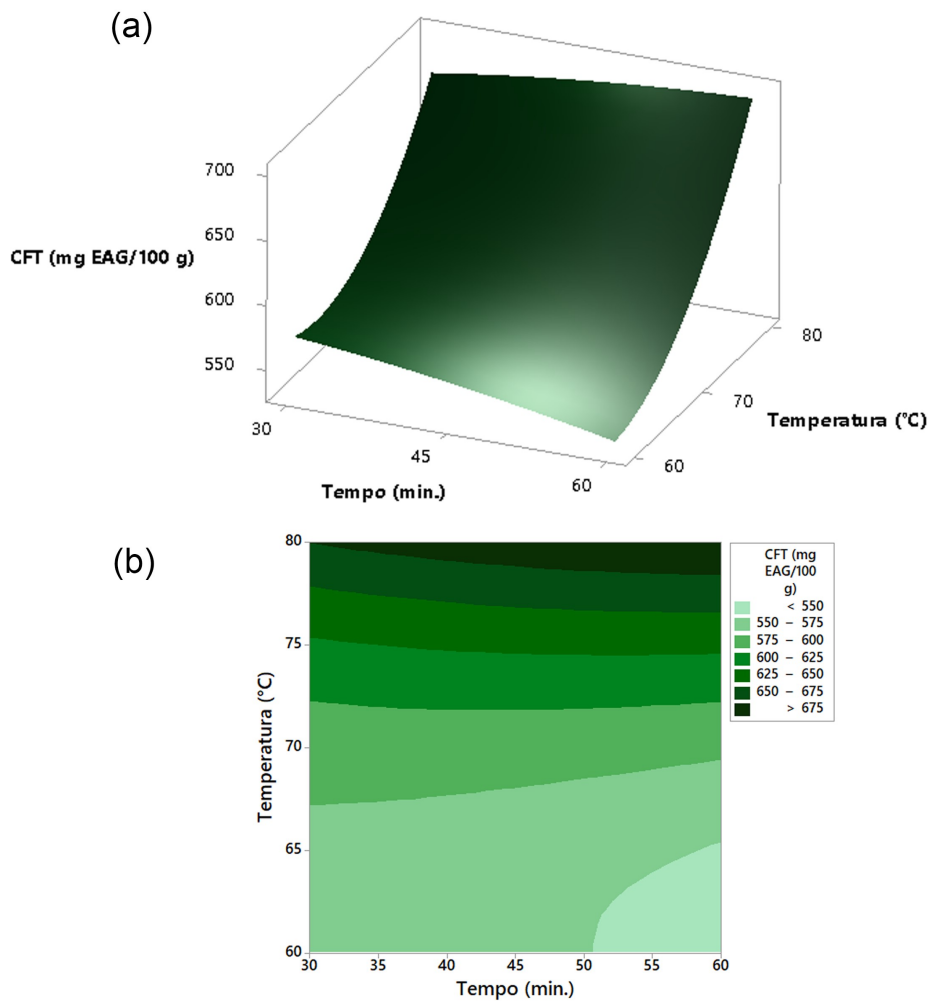 (a)
700
650
CFT (mg EAG/100 g)
600
550
30
45
60
Tempo (min.)
80
70
60
Temperatura (°C)
(b)
80
75
70
65
60
Temperatura (°C)
30 35 40 45 50 55 60
Tempo (min.)
CFT (mg
EAG/100
g)
< 550
550 – 575
575 – 600
600 – 625
625 – 650
650 – 675
> 675